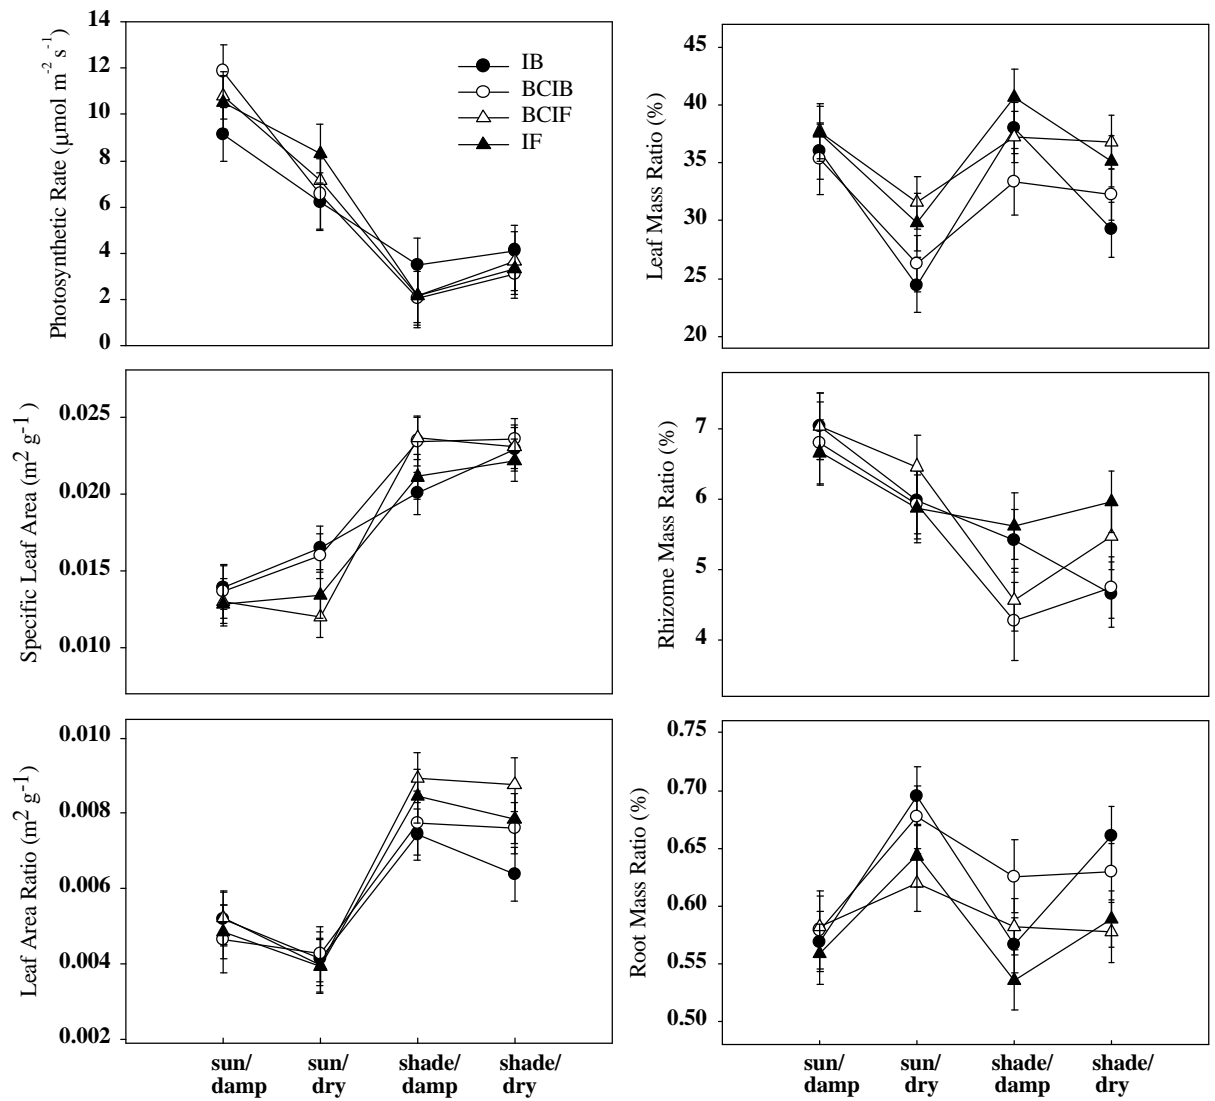 Photosynthetic Rate (μmol m-2 s-1)
14
12
10
8
6
4
2
0
IB
BCIB
BCIF
IF
Leaf Mass Ratio (%)
45
40
35
30
25
20
Specific Leaf Area (m2 g-1)
0.025
0.020
0.015
0.010
Rhizome Mass Ratio (%)
7
6
5
4
Leaf Area Ratio (m2 g-1)
0.010
0.008
0.006
0.004
0.002
sun/ sun/ shade/ shade/
damp dry damp dry
Root Mass Ratio (%)
0.75
0.70
0.65
0.60
0.55
0.50
sun/ sun/ shade/ shade/
damp dry damp dry